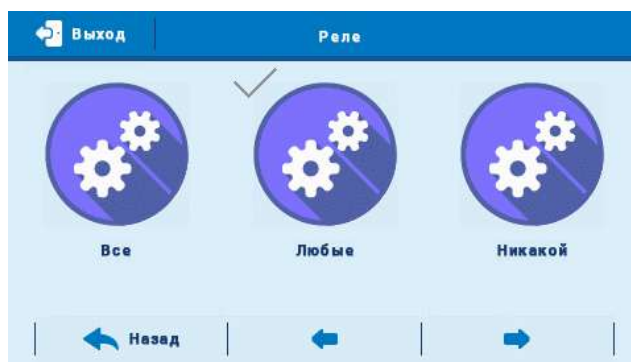 Выход
Реле
Все
Любые
Никакой
Назад